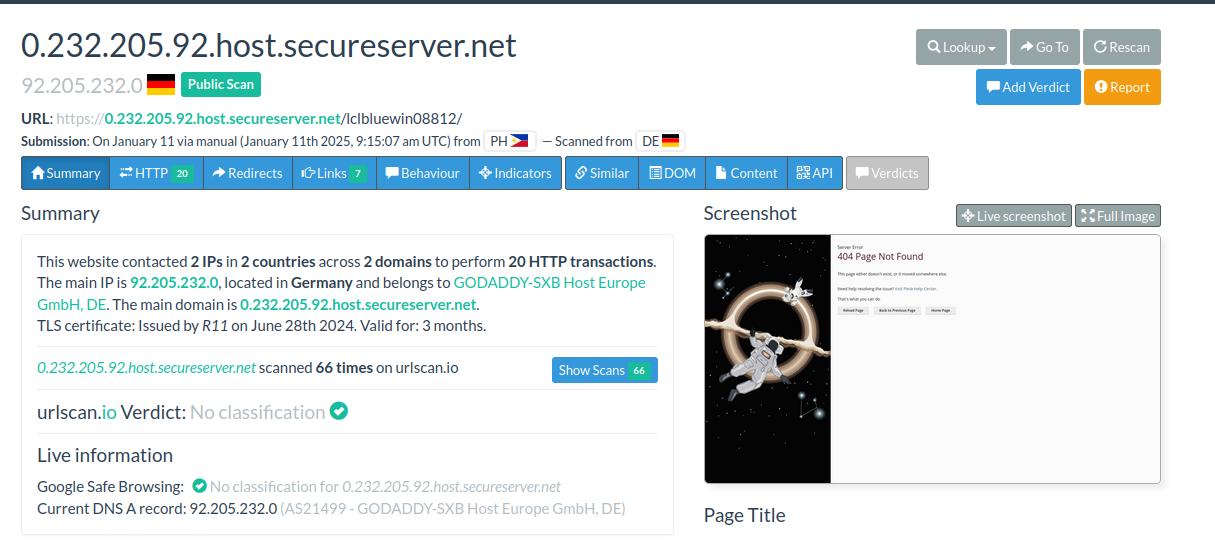 0.232.205.92.host.secureserver.net
Lookup Go To Rescan
92.205.232.0 Public Scan
Add Verdict Report
URL: https://0.232.205.92.host.secureserver.net/lclbluewin08812/
Submission: On January 11 via manual (January 11th 2025, 9:15:07 am UTC) from PH — Scanned from DE
Summary HTTP 20 Redirects Links 7 Behaviour Indicators Similar DOM Content API Verdicts
Summary
This website contacted 2 IPs in 2 countries across 2 domains to perform 20 HTTP transactions.
The main IP is 92.205.232.0, located in Germany and belongs to GODADDY-SXB Host Europe
GmbH, DE. The main domain is 0.232.205.92.host.secureserver.net.
TLS certificate: Issued by R11 on June 28th 2024. Valid for: 3 months.
0.232.205.92.host.secureserver.net scanned 66 times on urlscan.io
Show Scans 66
urlscan.io Verdict: No classification
Live information
Google Safe Browsing: No classification for 0.232.205.92.host.secureserver.net
Current DNS A record: 92.205.232.0 (AS21499 - GODADDY-SXB Host Europe GmbH, DE)
Screenshot
Live screenshot Full Image
Server Error
404 Page Not Found
This page either doesn't exist, or it moved somewhere else.
Need help resolving the issue? Visit Plesk Help Center.
That's what you can do
Reload Page Back to Previous Page Home Page
Page Title